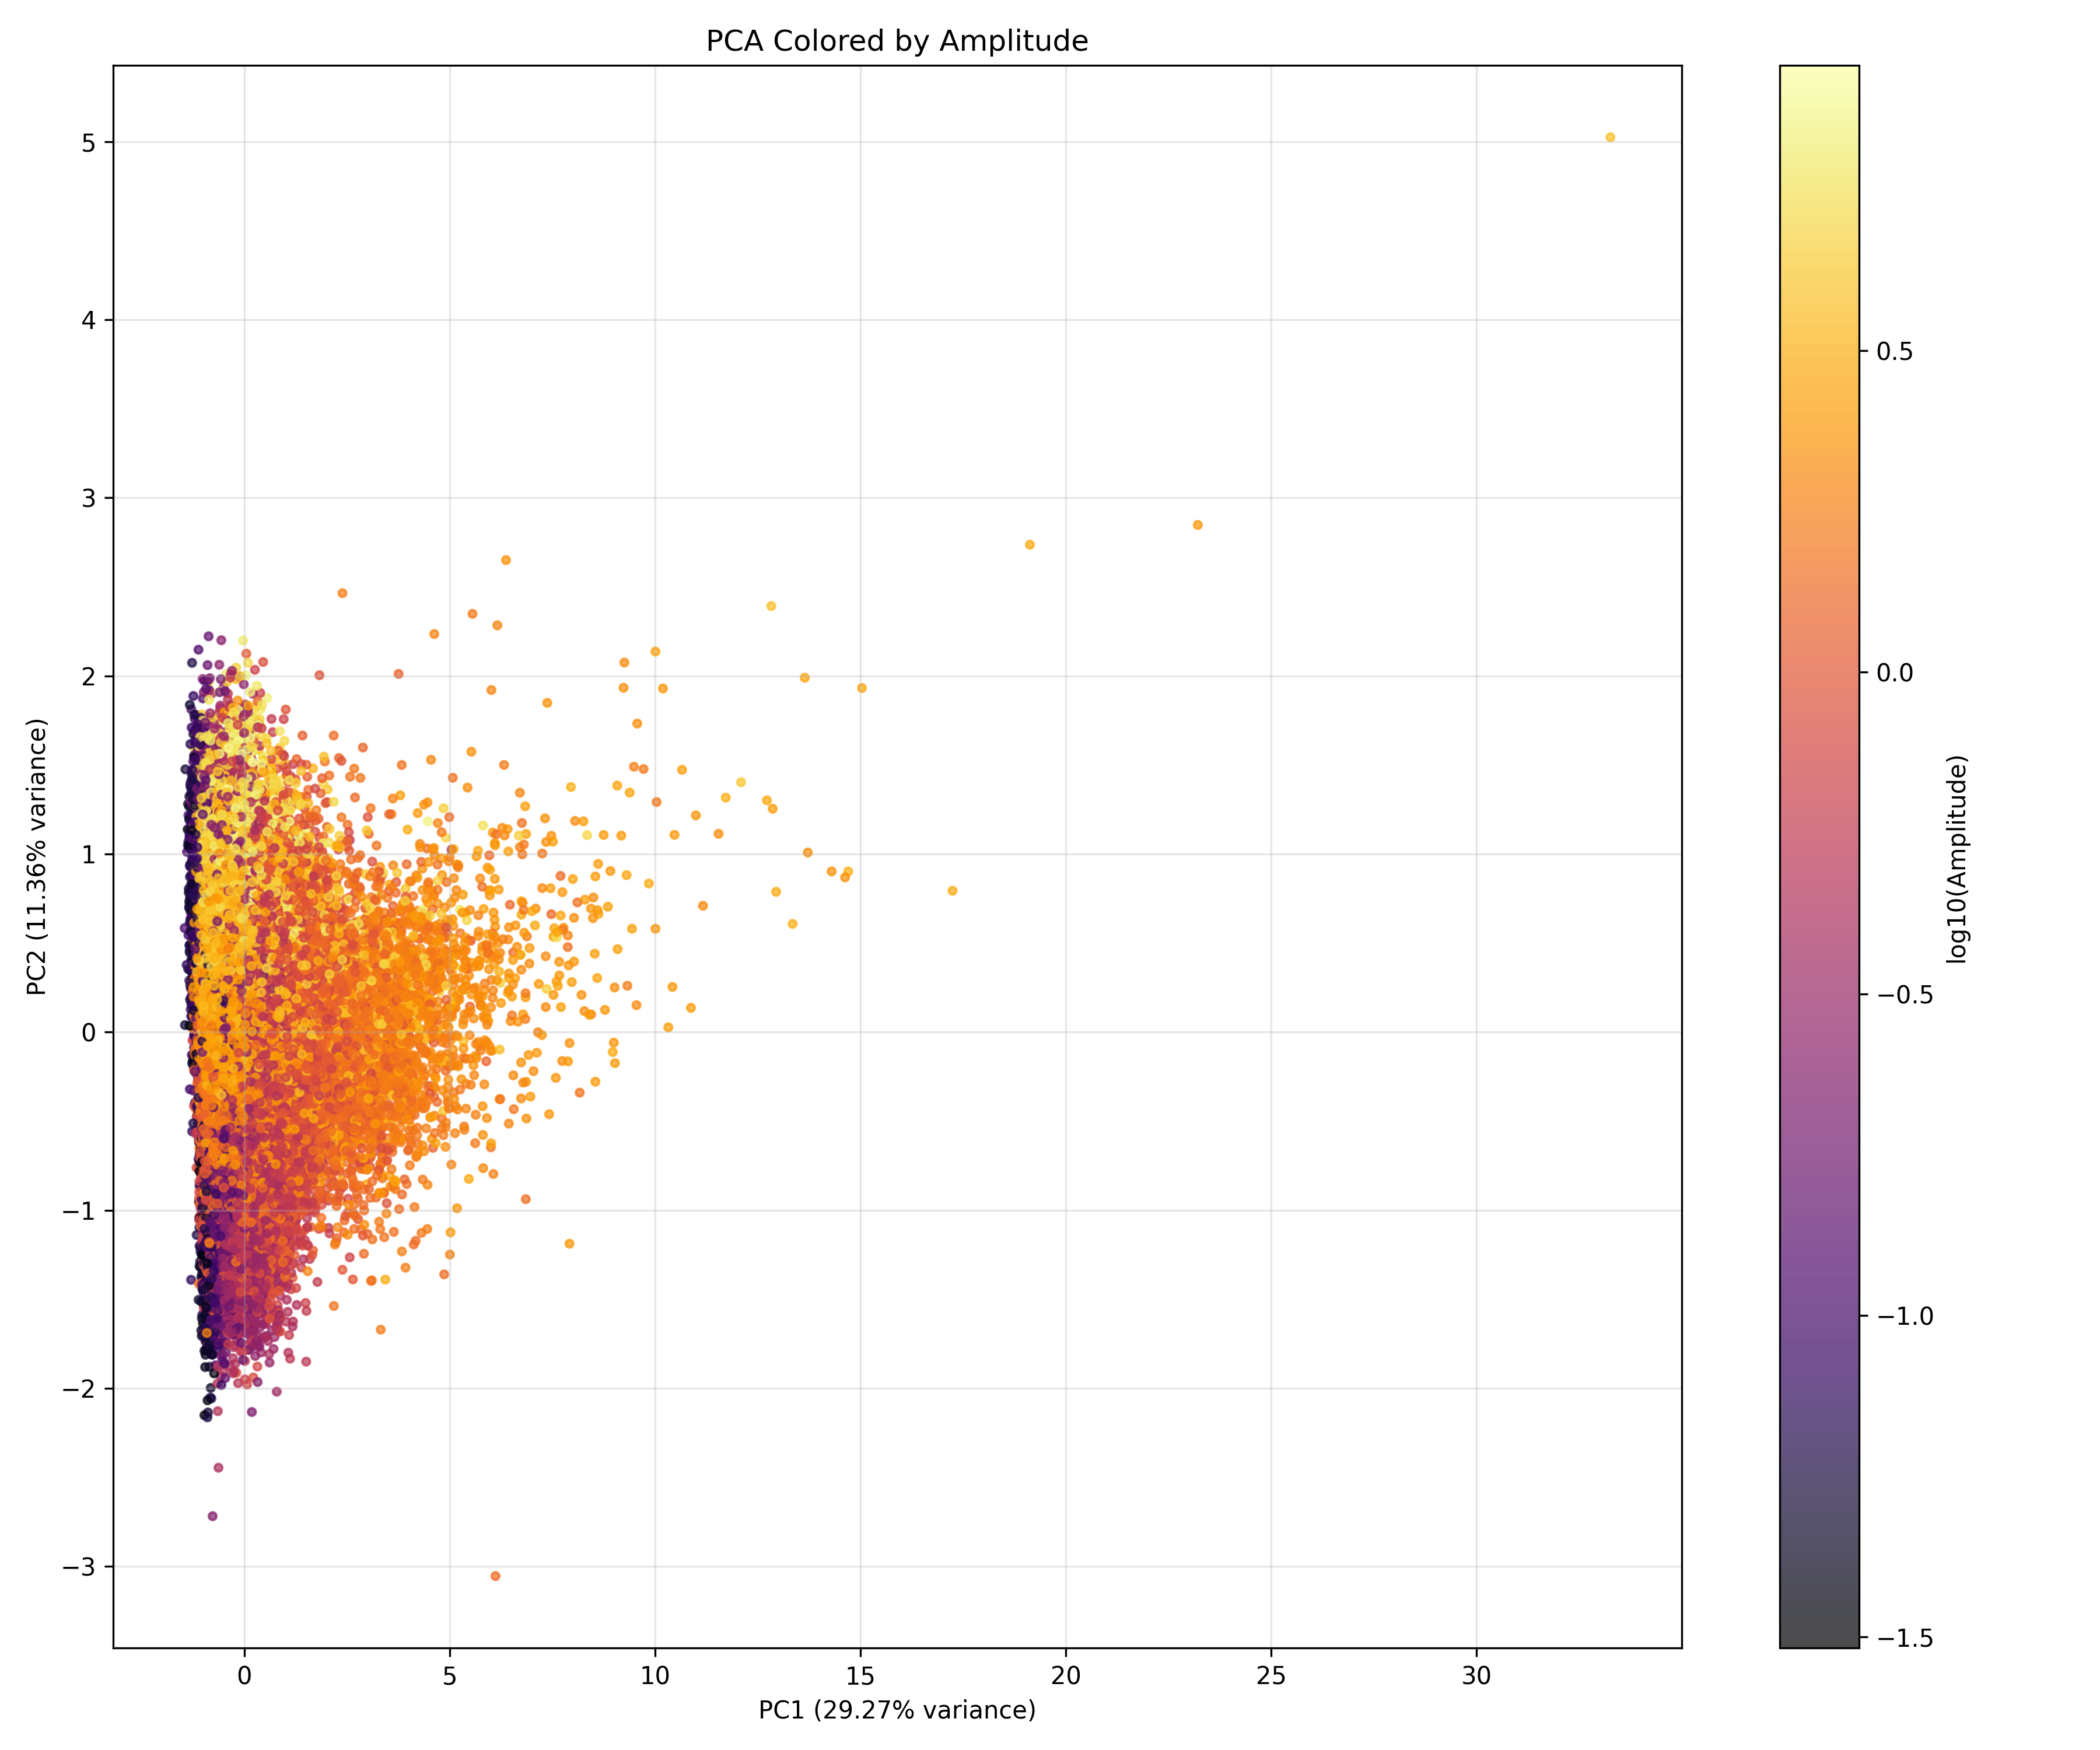 PCA Colored by Amplitude
5
4
3
2
1
0
−1
−2
−3
PC2 (11.36% variance)
0 5 10 15 20 25 30
PC1 (29.27% variance)
0.5
0.0
−0.5
−1.0
−1.5
log10(Amplitude)